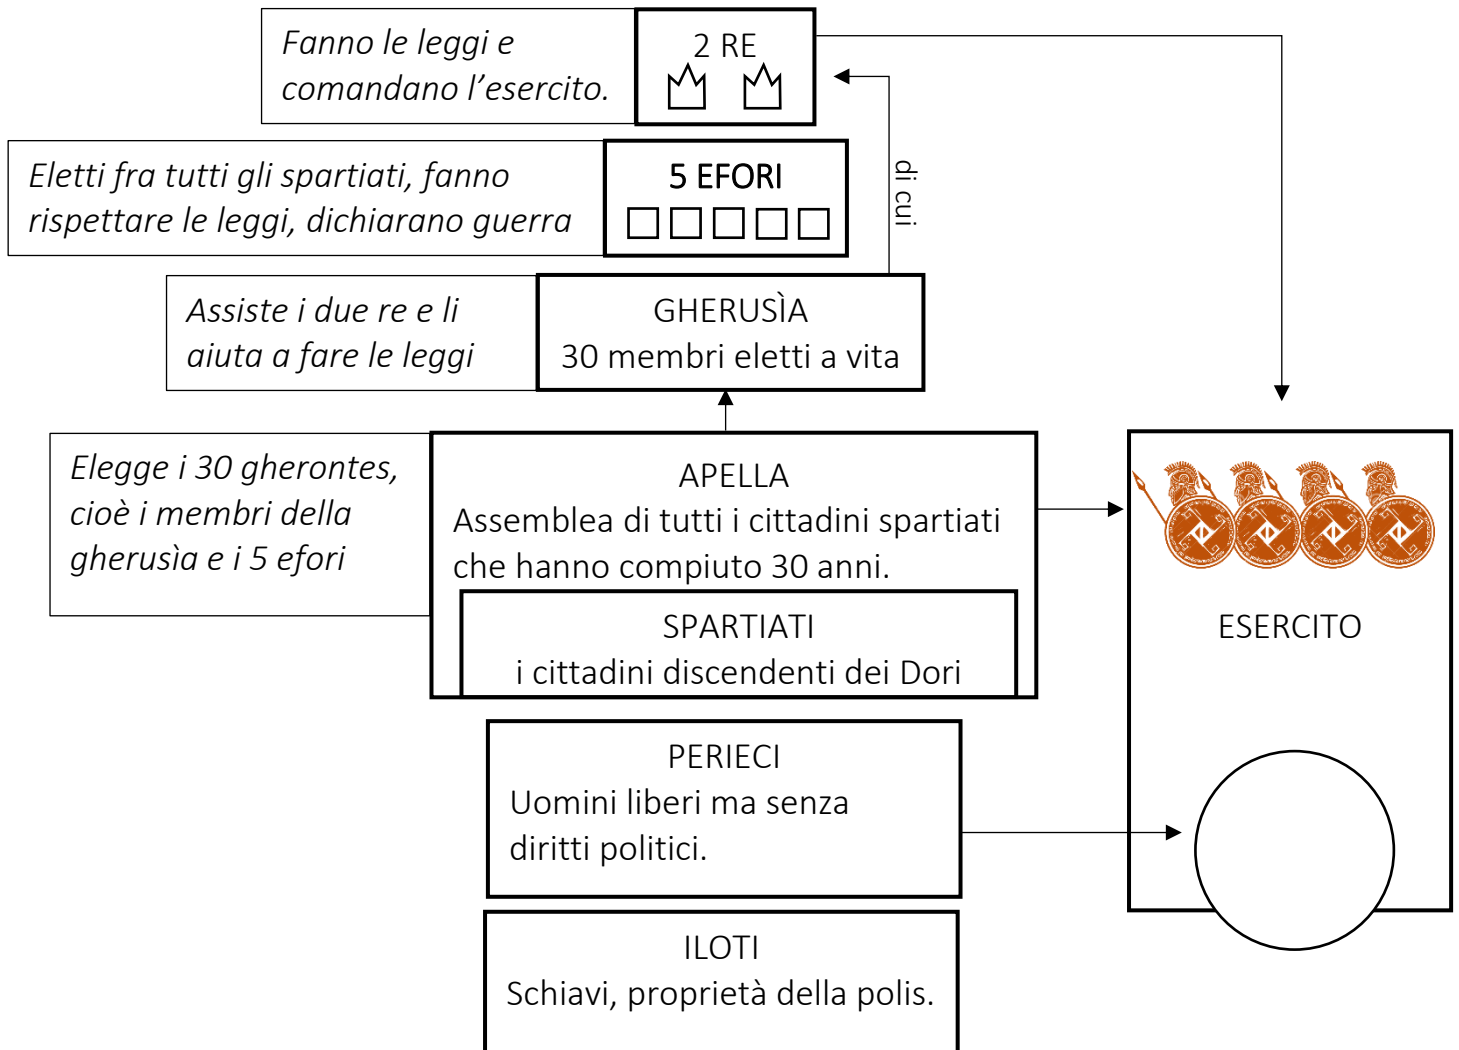 Fanno le leggi e
comandano l’esercito.
2 RE
Eletti fra tutti gli spartiati, fanno
rispettare le leggi, dichiarano guerra
5 EFORI
di cui
Assiste i due re e li
aiuta a fare le leggi
GHERUSÌA
30 membri eletti a vita
Elegge i 30 gherontes,
cioè i membri della
gherusìa e i 5 efori
APELLA
Assemblea di tutti i cittadini spartiati
che hanno compiuto 30 anni.
SPARTIATI
i cittadini discendenti dei Dori
ESERCITO
PERIECI
Uomini liberi ma senza
diritti politici.
ILOTI
Schiavi, proprietà della polis.